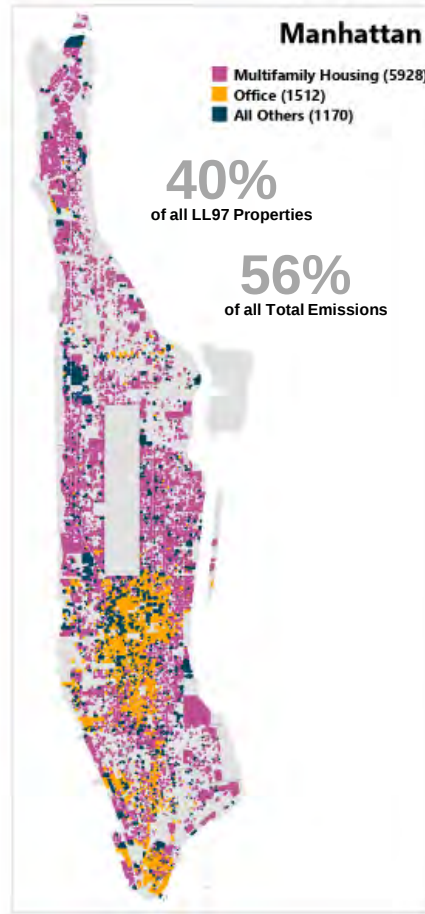 Manhattan
Multifamily Housing (5928)
Office (1512)
All Others (1170)
40%
of all LL97 Properties
56%
of all Total Emissions